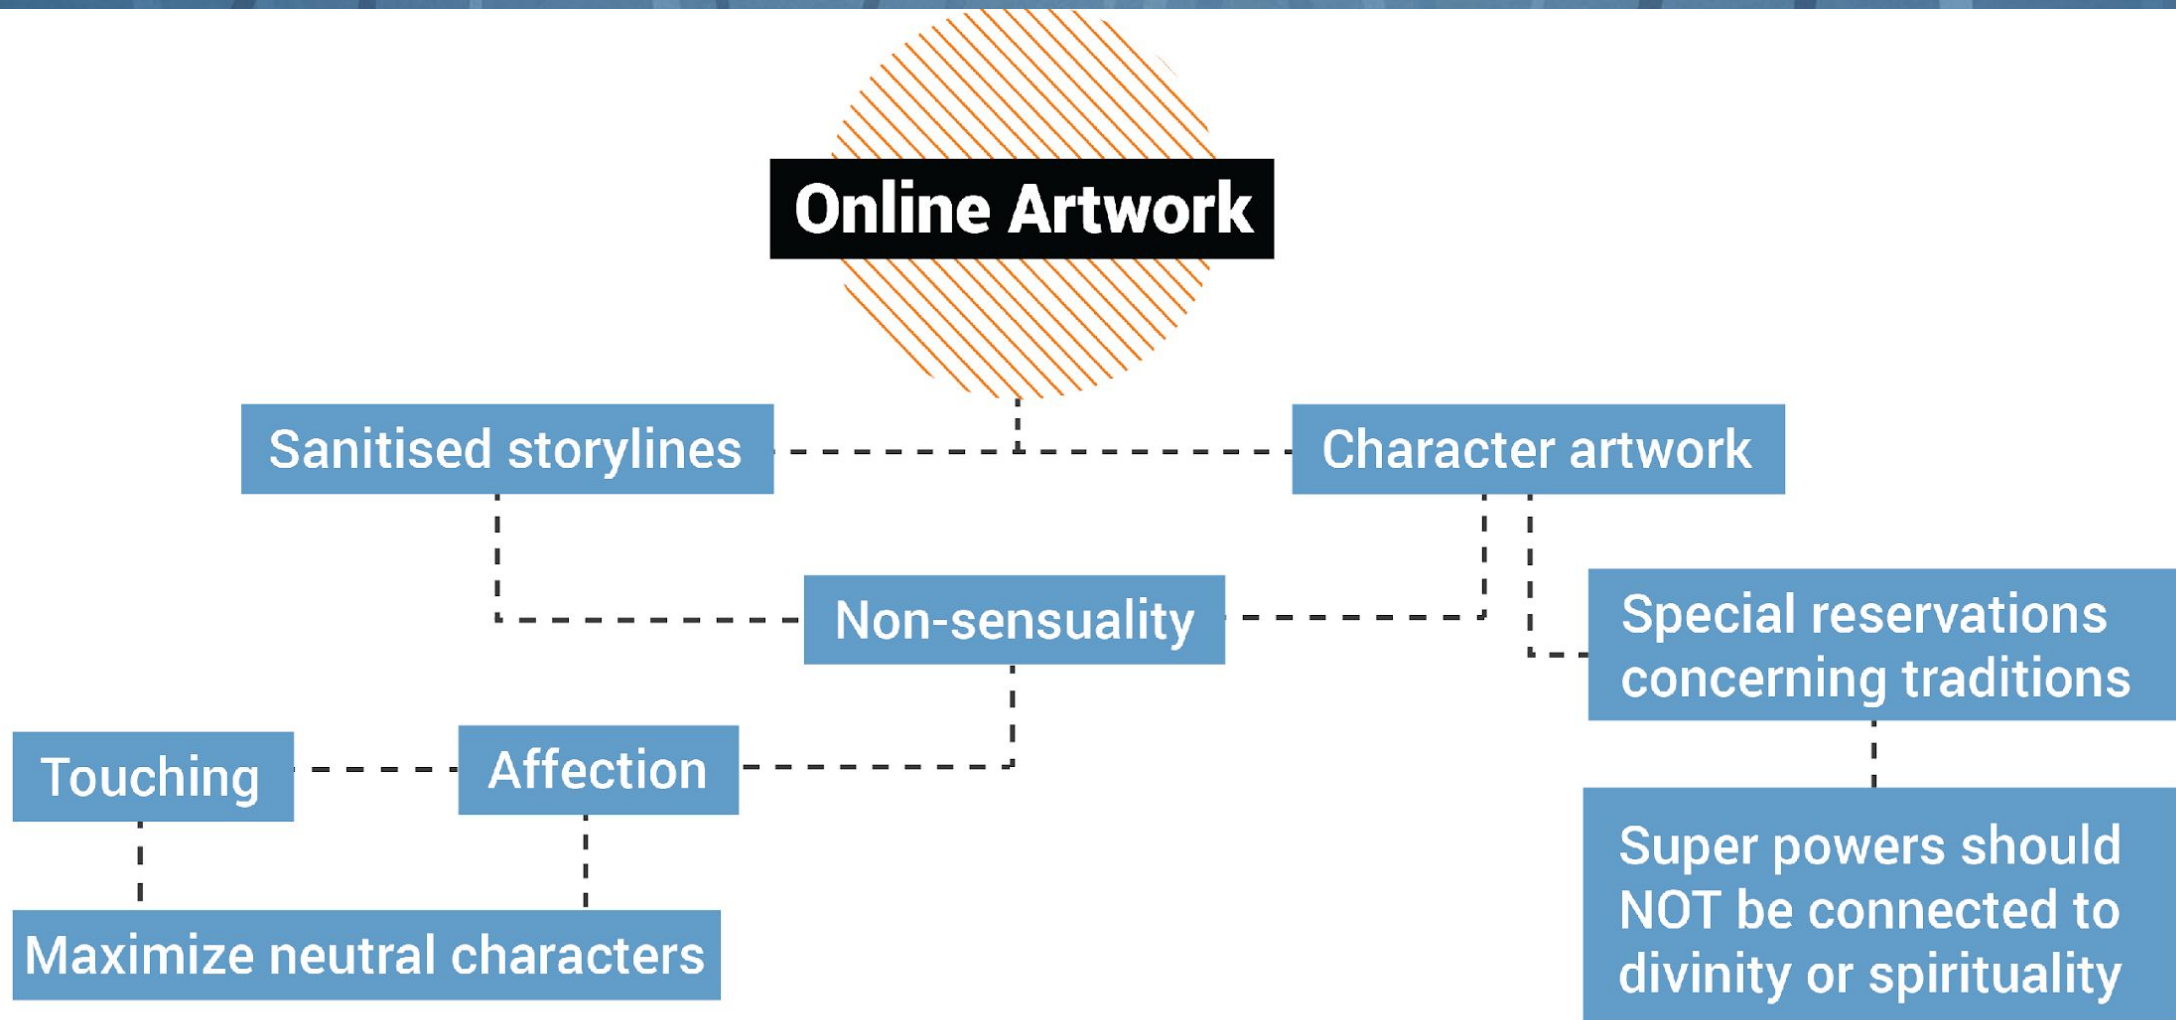 Online Artwork
Sanitised storylines
Character artwork
Non-sensuality
Special reservations
concerning traditions
Touching
Affection
Maximize neutral characters
Super powers should
NOT be connected to
divinity or spirituality